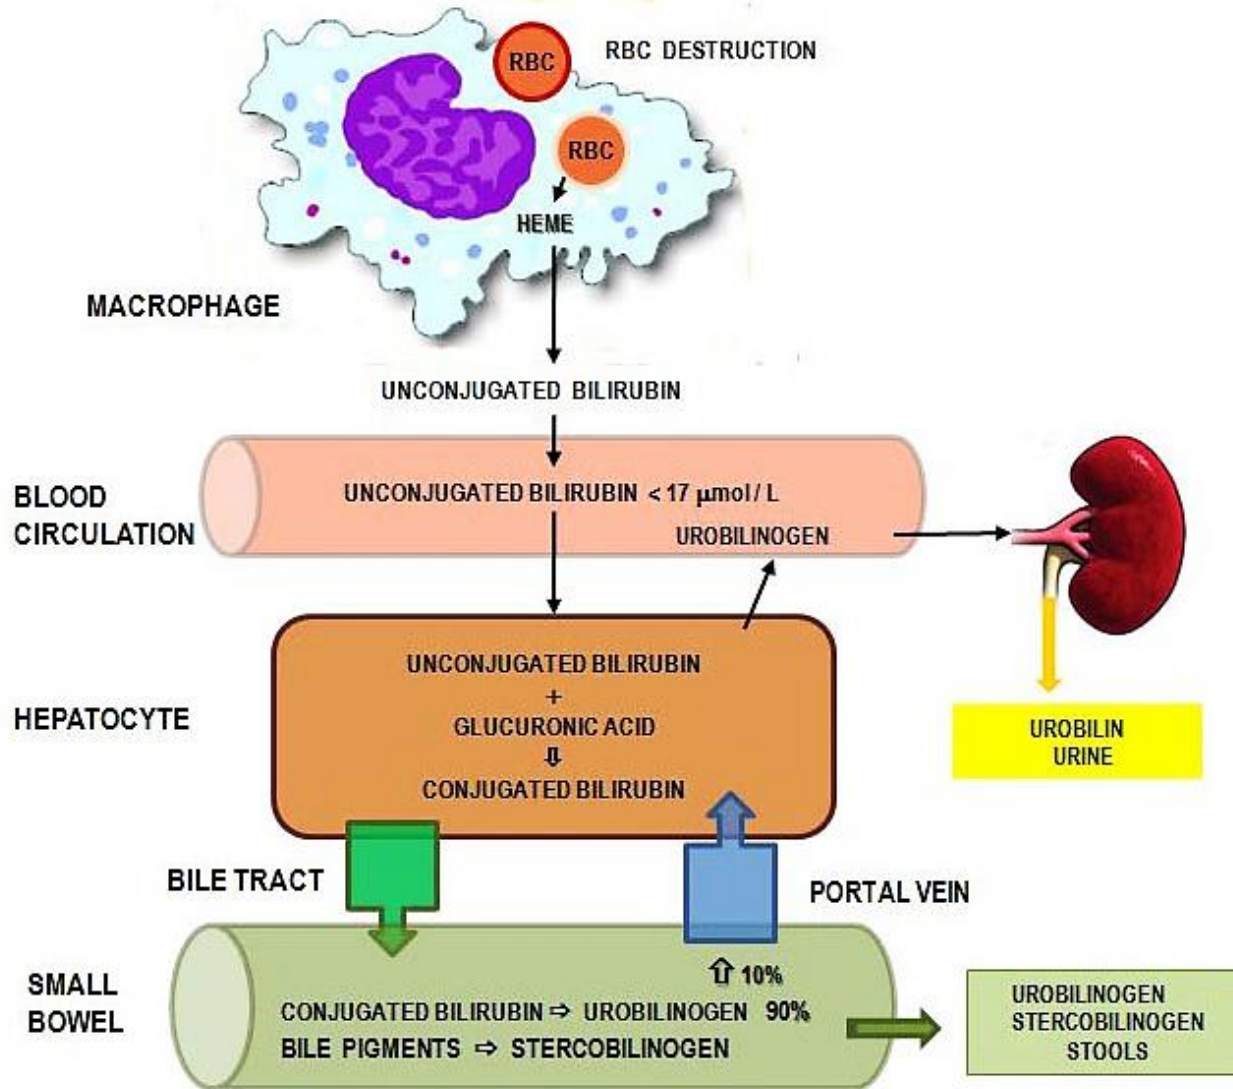 RBC
RBC DESTRUCTION
RBC
HEME
MACROPHAGE
UNCONJUGATED BILIRUBIN
BLOOD
CIRCULATION
UNCONJUGATED BILIRUBIN < 17 µmol / L
UROBILINOGEN
HEPATOCYTE
UNCONJUGATED BILIRUBIN
+
GLUCURONIC ACID
⇩
CONJUGATED BILIRUBIN
UROBILIN
URINE
BILE TRACT
PORTAL VEIN
SMALL
BOWEL
⇧ 10%
CONJUGATED BILIRUBIN ⇨ UROBILINOGEN 90%
BILE PIGMENTS ⇨ STERCOBILINOGEN
UROBILINOGEN
STERCOBILINOGEN
STOOLS